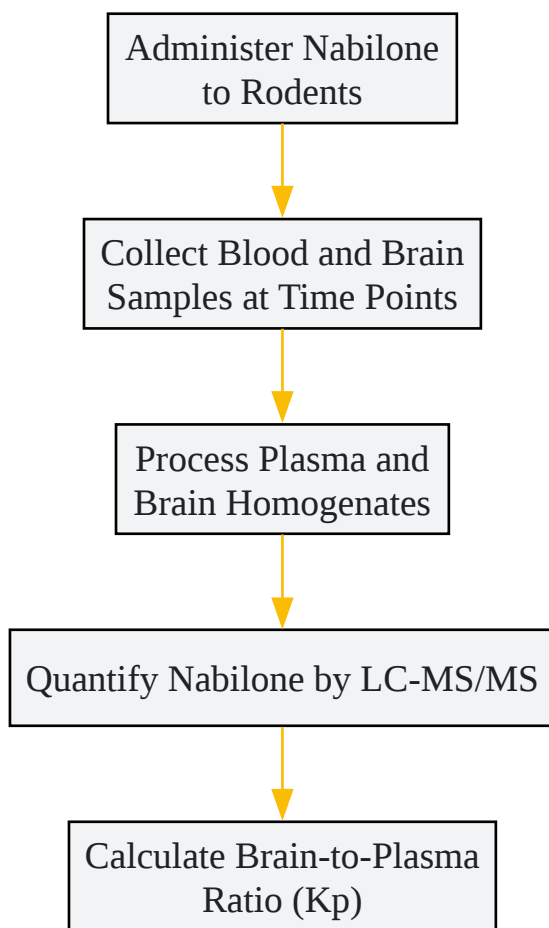 Administer Nabilone
to Rodents
Collect Blood and Brain
Samples at Time Points
Process Plasma and
Brain Homogenates
Quantify Nabilone by LC-MS/MS
Calculate Brain-to-Plasma
Ratio (Kp)